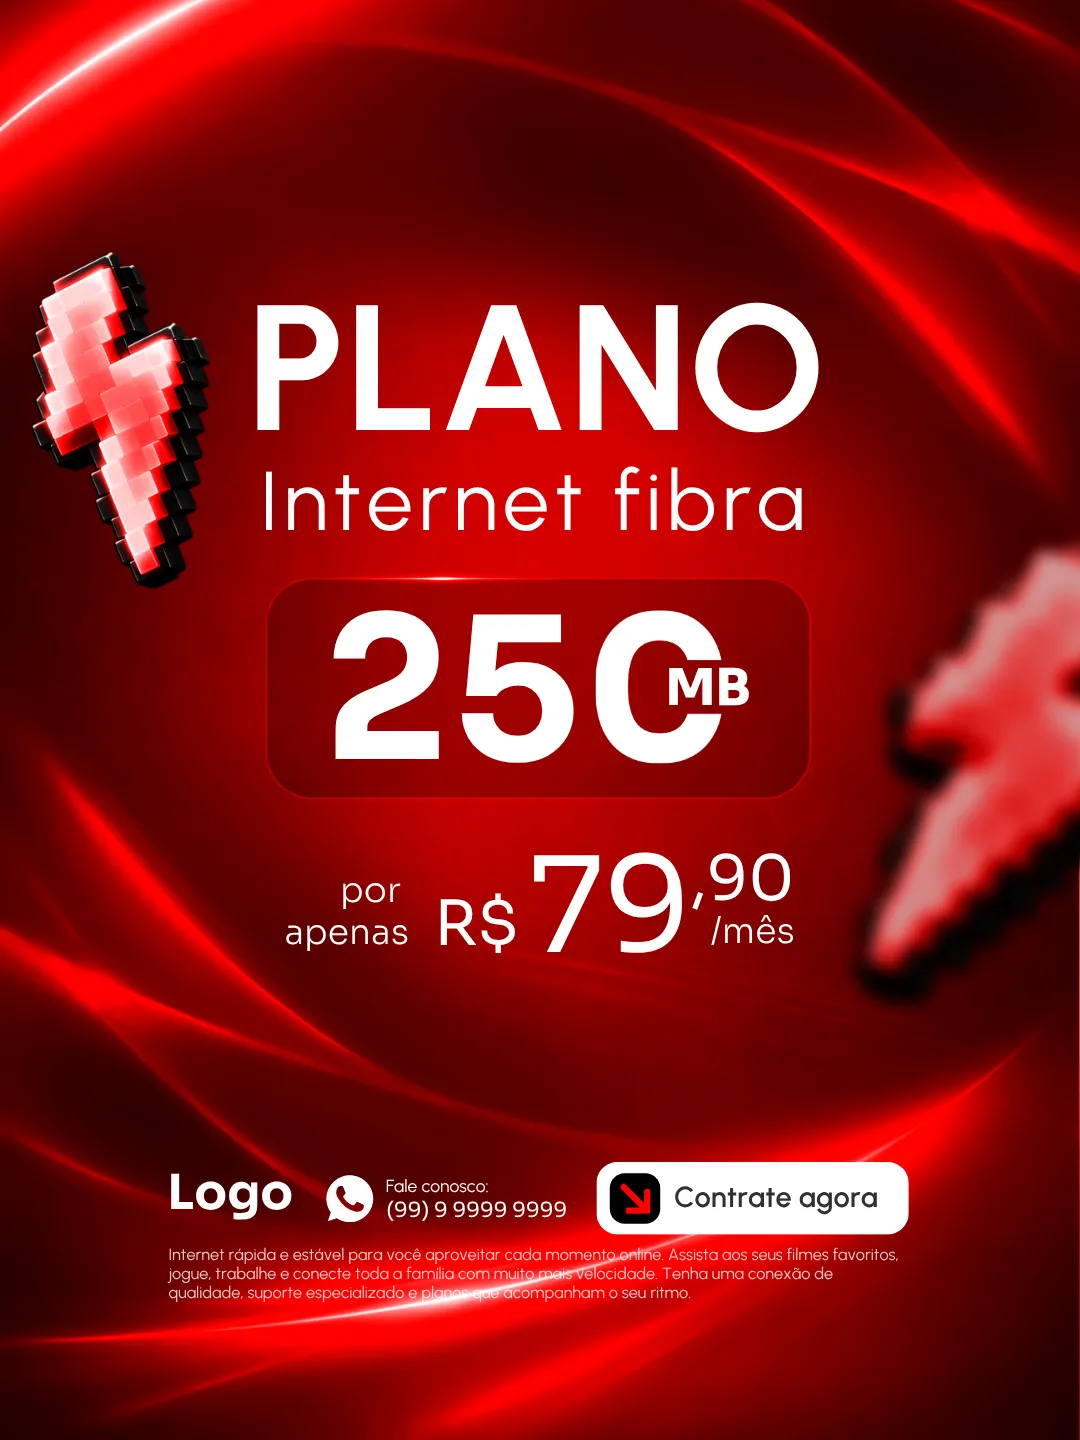 PLANO
Internet fibra
250 MB
por apenas R$ 79,90 /mês
Logo
Fale conosco:
(99) 9 9999 9999
Contrate agora
Internet rápida e estável para você aproveitar cada momento online. Assista aos seus filmes favoritos,
jogue, trabalhe e conecte toda a família com muito mais velocidade. Tenha uma conexão de
qualidade, suporte especializado e planos que acompanham o seu ritmo.